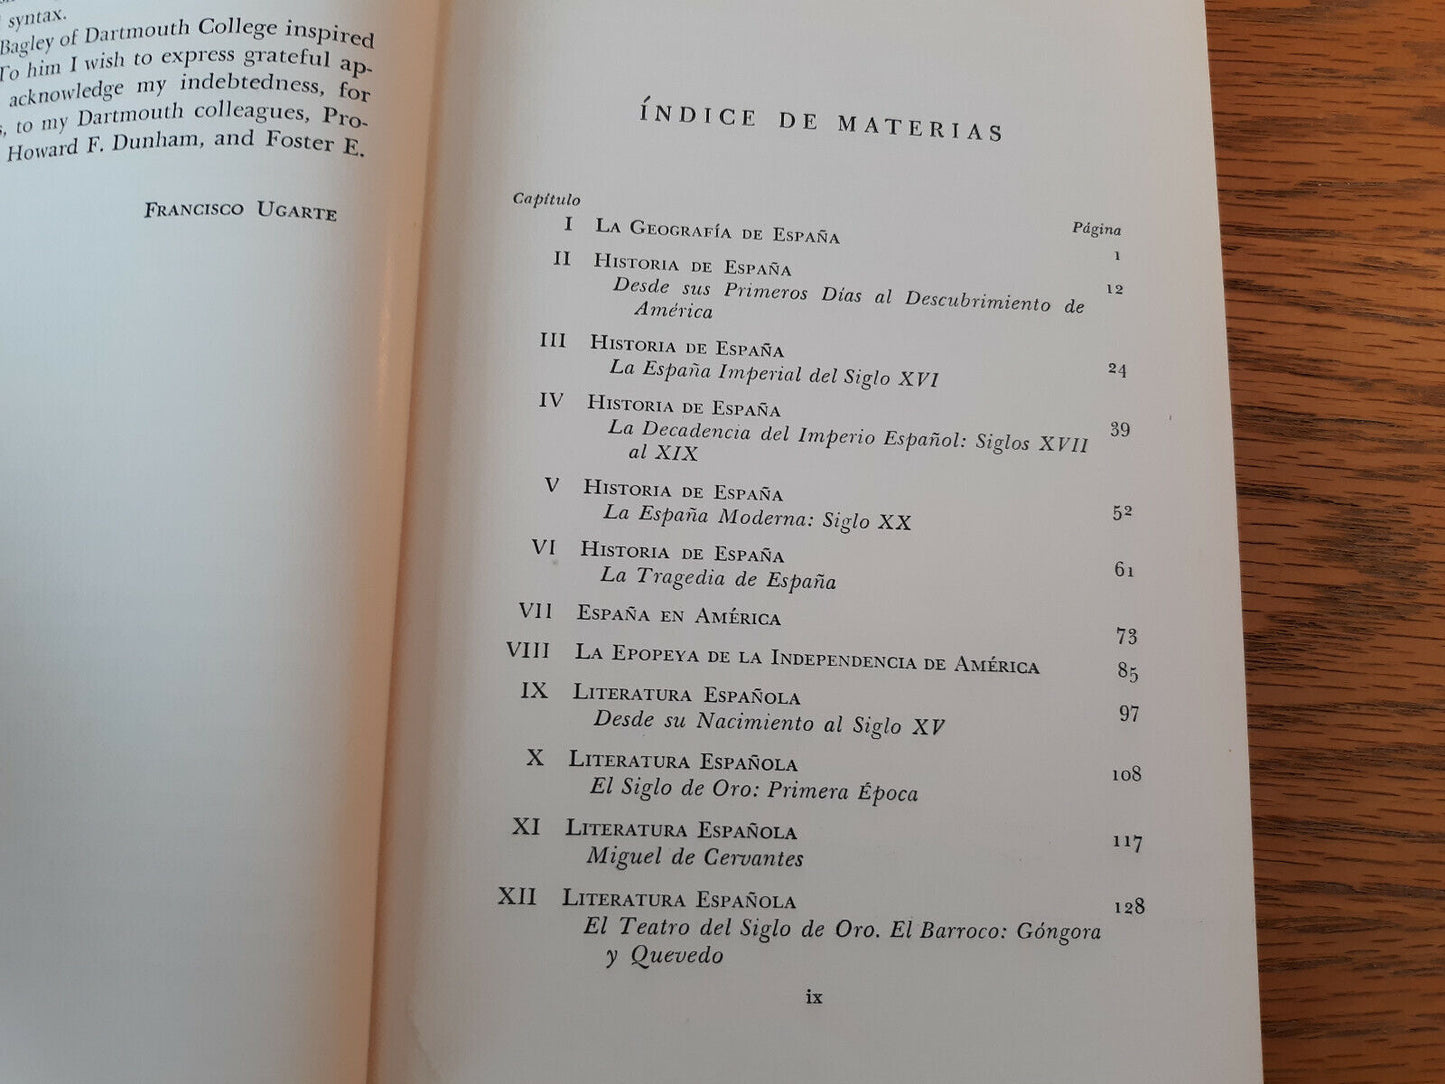 syntax.
Bagley of Dartmouth College inspired
To him I wish to express grateful ap-
acknowledge my indebtedness, for
, to my Dartmouth colleagues, Pro-
Howard F. Dunham, and Foster E.
Francisco Ugarte
ÍNDICE DE MATERIAS
Capítulo Página
I La Geografía de España 1
II Historia de España 12
Desde sus Primeros Días al Descubrimiento de
América
III Historia de España 24
La España Imperial del Siglo XVI
IV Historia de España 39
La Decadencia del Imperio Español: Siglos XVII
al XIX
V Historia de España 52
La España Moderna: Siglo XX
VI Historia de España 61
La Tragedia de España
VII España en América 73
VIII La Epopeya de la Independencia de América 85
IX Literatura Española 97
Desde su Nacimiento al Siglo XV
X Literatura Española 108
El Siglo de Oro: Primera Época
XI Literatura Española 117
Miguel de Cervantes
XII Literatura Española 128
El Teatro del Siglo de Oro. El Barroco: Góngora
y Quevedo
ix